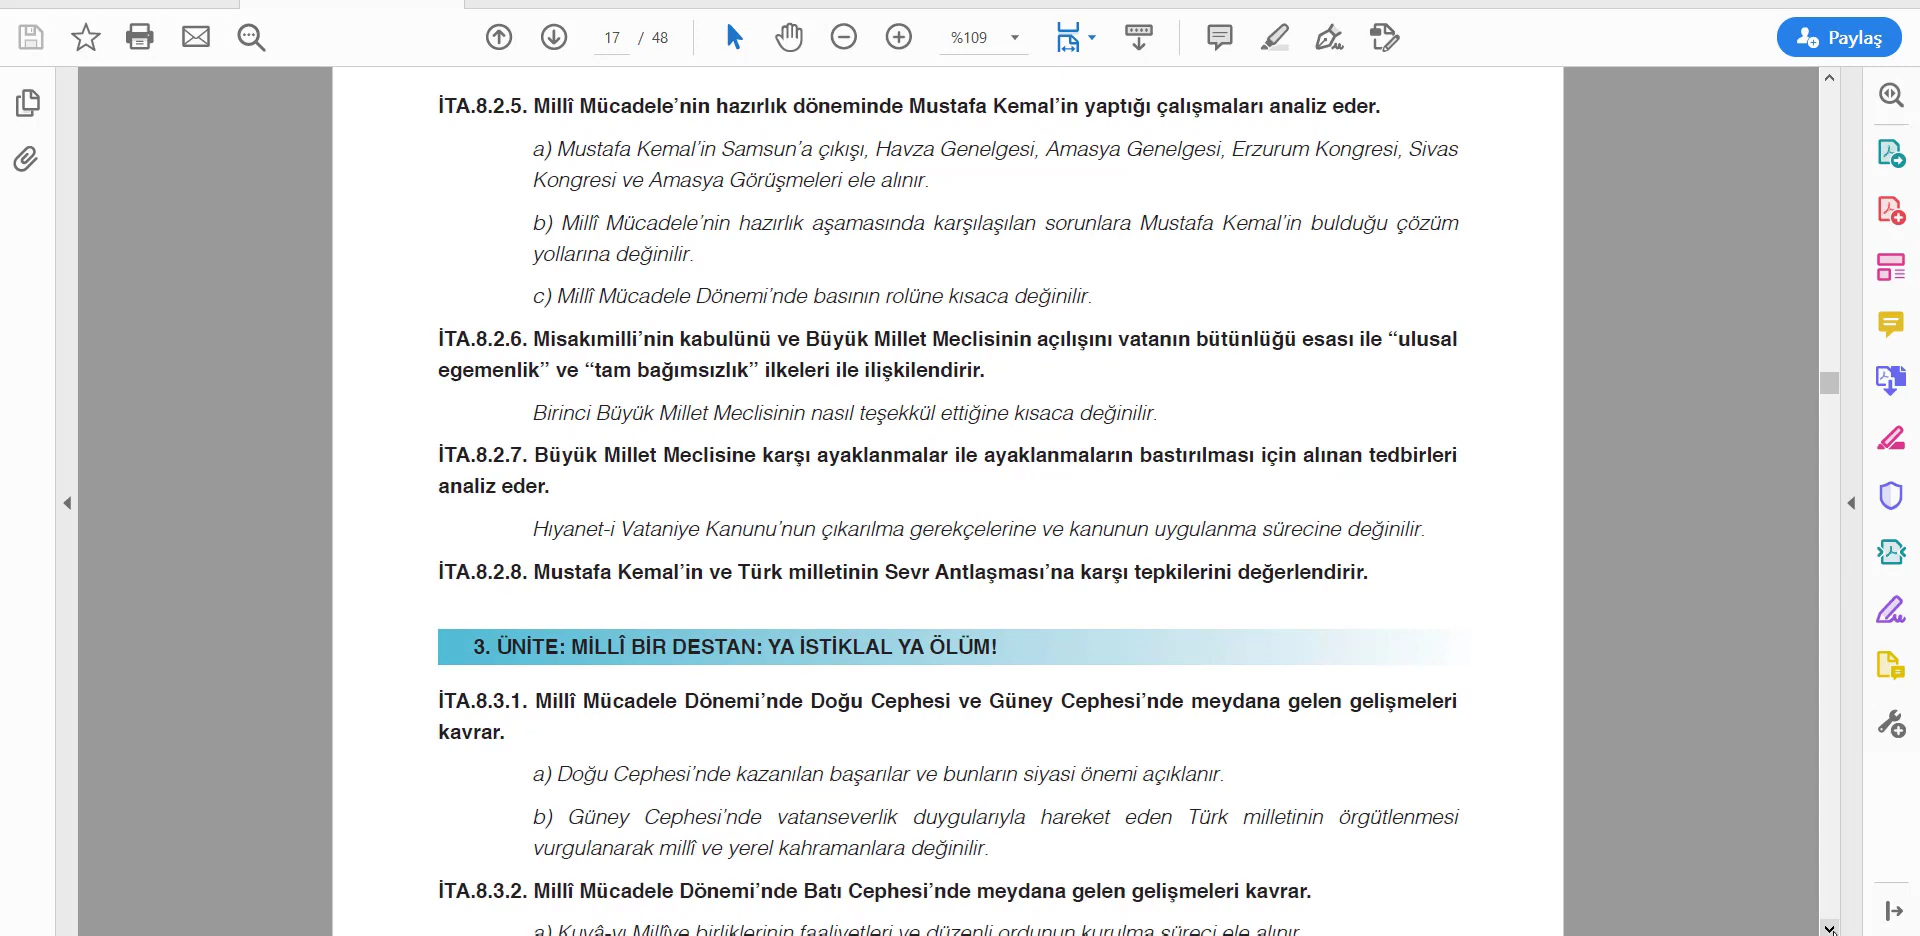 17 / 48
%109
Paylaş
İTA.8.2.5. Millî Mücadele’nin hazırlık döneminde Mustafa Kemal’in yaptığı çalışmaları analiz eder.
a) Mustafa Kemal’in Samsun’a çıkışı, Havza Genelgesi, Amasya Genelgesi, Erzurum Kongresi, Sivas
Kongresi ve Amasya Görüşmeleri ele alınır.
b) Millî Mücadele’nin hazırlık aşamasında karşılaşılan sorunlara Mustafa Kemal’in bulduğu çözüm
yollarına değinilir.
c) Millî Mücadele Dönemi’nde basının rolüne kısaca değinilir.
İTA.8.2.6. Misakımilli’nin kabulünü ve Büyük Millet Meclisinin açılışını vatanın bütünlüğü esası ile “ulusal
egemenlik” ve “tam bağımsızlık” ilkeleri ile ilişkilendirir.
Birinci Büyük Millet Meclisinin nasıl teşekkül ettiğine kısaca değinilir.
İTA.8.2.7. Büyük Millet Meclisine karşı ayaklanmalar ile ayaklanmaların bastırılması için alınan tedbirleri
analiz eder.
Hıyanet-i Vataniye Kanunu’nun çıkarılma gerekçelerine ve kanunun uygulanma sürecine değinilir.
İTA.8.2.8. Mustafa Kemal’in ve Türk milletinin Sevr Antlaşması’na karşı tepkilerini değerlendirir.
3. ÜNİTE: MİLLÎ BİR DESTAN: YA İSTİKLAL YA ÖLÜM!
İTA.8.3.1. Millî Mücadele Dönemi’nde Doğu Cephesi ve Güney Cephesi’nde meydana gelen gelişmeleri
kavrar.
a) Doğu Cephesi’nde kazanılan başarılar ve bunların siyasi önemi açıklanır.
b) Güney Cephesi’nde vatanseverlik duygularıyla hareket eden Türk milletinin örgütlenmesi
vurgulanarak millî ve yerel kahramanlara değinilir.
İTA.8.3.2. Millî Mücadele Dönemi’nde Batı Cephesi’nde meydana gelen gelişmeleri kavrar.
a) Kuvâ-yı Millîye birliklerinin faaliyetleri ve düzenli ordunun kurulma süreci ele alınır.